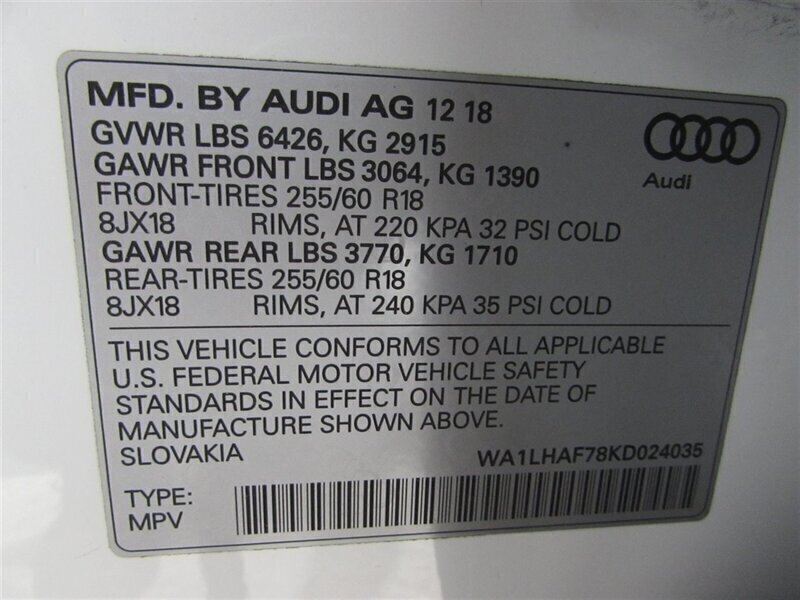 MFD. BY AUDI AG 12 18
GVWR LBS 6426, KG 2915
GAWR FRONT LBS 3064, KG 1390
FRONT-TIRES 255/60 R18
8JX18 RIMS, AT 220 KPA 32 PSI COLD
GAWR REAR LBS 3770, KG 1710
REAR-TIRES 255/60 R18
8JX18 RIMS, AT 240 KPA 35 PSI COLD
Audi
THIS VEHICLE CONFORMS TO ALL APPLICABLE
U.S. FEDERAL MOTOR VEHICLE SAFETY
STANDARDS IN EFFECT ON THE DATE OF
MANUFACTURE SHOWN ABOVE.
SLOVAKIA WA1LHAF78KD024035
TYPE:
MPV